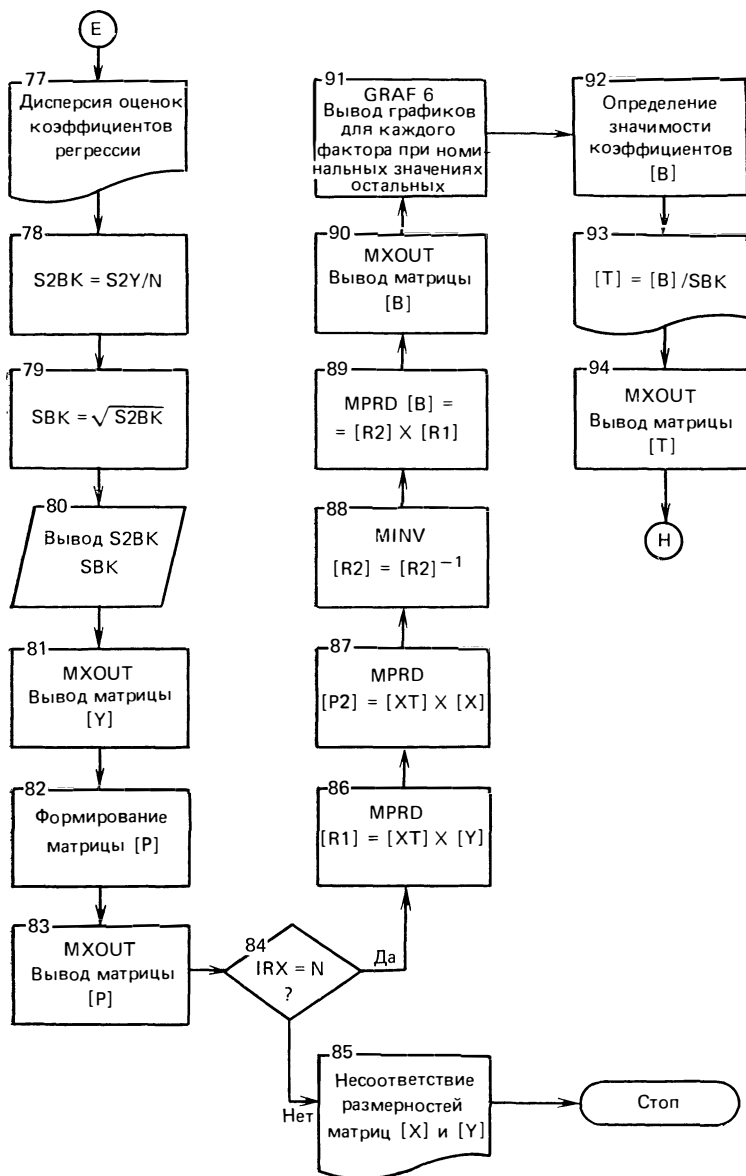 E
77
Дисперсия оценок
коэффициентов
регрессии
78
S2BK = S2Y/N
79
SBK = √S2BK
80
Вывод S2BK
SBK
81
MXOUT
Вывод матрицы
[Y]
82
Формирование
матрицы [P]
83
MXOUT
Вывод матрицы
[P]
84
IRX = N
?
Да
Нет
85
Несоответствие
размерностей
матриц [X] и [Y]
Стоп
86
MPRD
[R1] = [XT] X [Y]
87
MPRD
[P2] = [XT] X [X]
88
MINV
[R2] = [R2]⁻¹
89
MPRD [B] =
= [R2] X [R1]
90
MXOUT
Вывод матрицы
[B]
91
GRAF 6
Вывод графиков
для каждого
фактора при номи-
нальных значениях
остальных
92
Определение
значимости
коэффициентов
[B]
93
[T] = [B]/SBK
94
MXOUT
Вывод матрицы
[T]
H